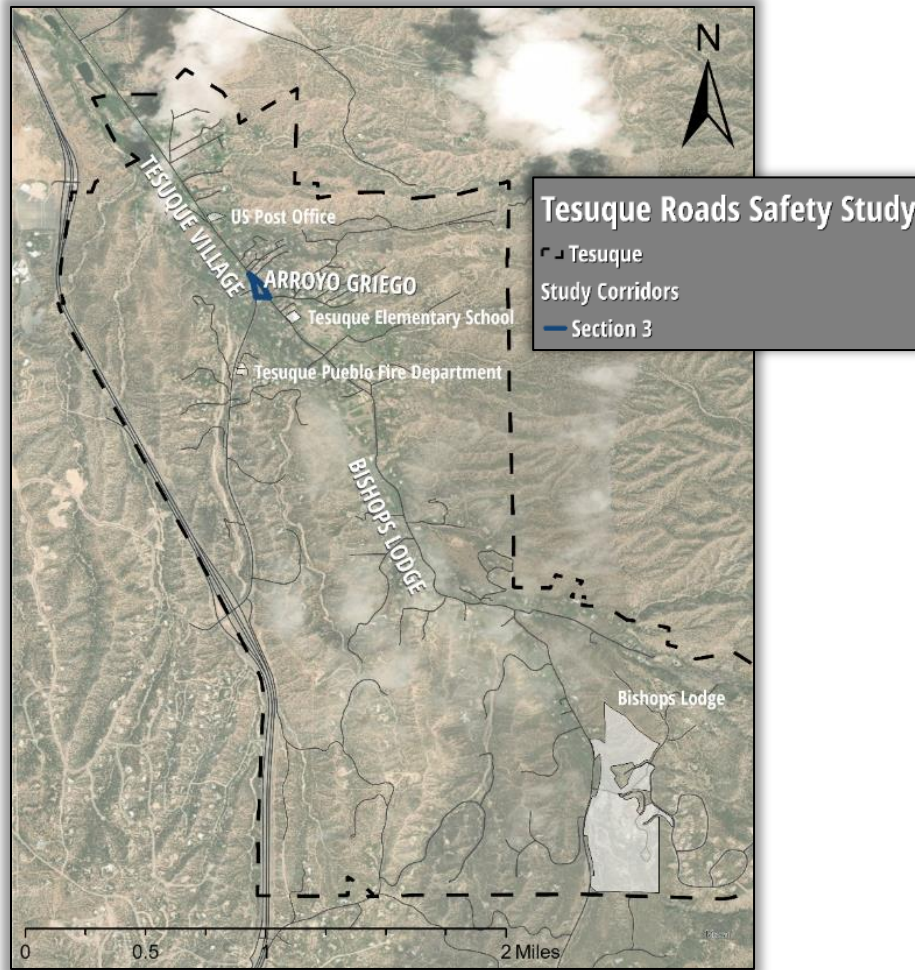 N
Tesuque Roads Safety Study
Tesuque
Study Corridors
Section 3
TESUQUE VILLAGE
US Post Office
ARROYO GRIEGO
Tesuque Elementary School
Tesuque Pueblo Fire Department
BISHOPS LODGE
Bishops Lodge
0 0.5 1 2 Miles